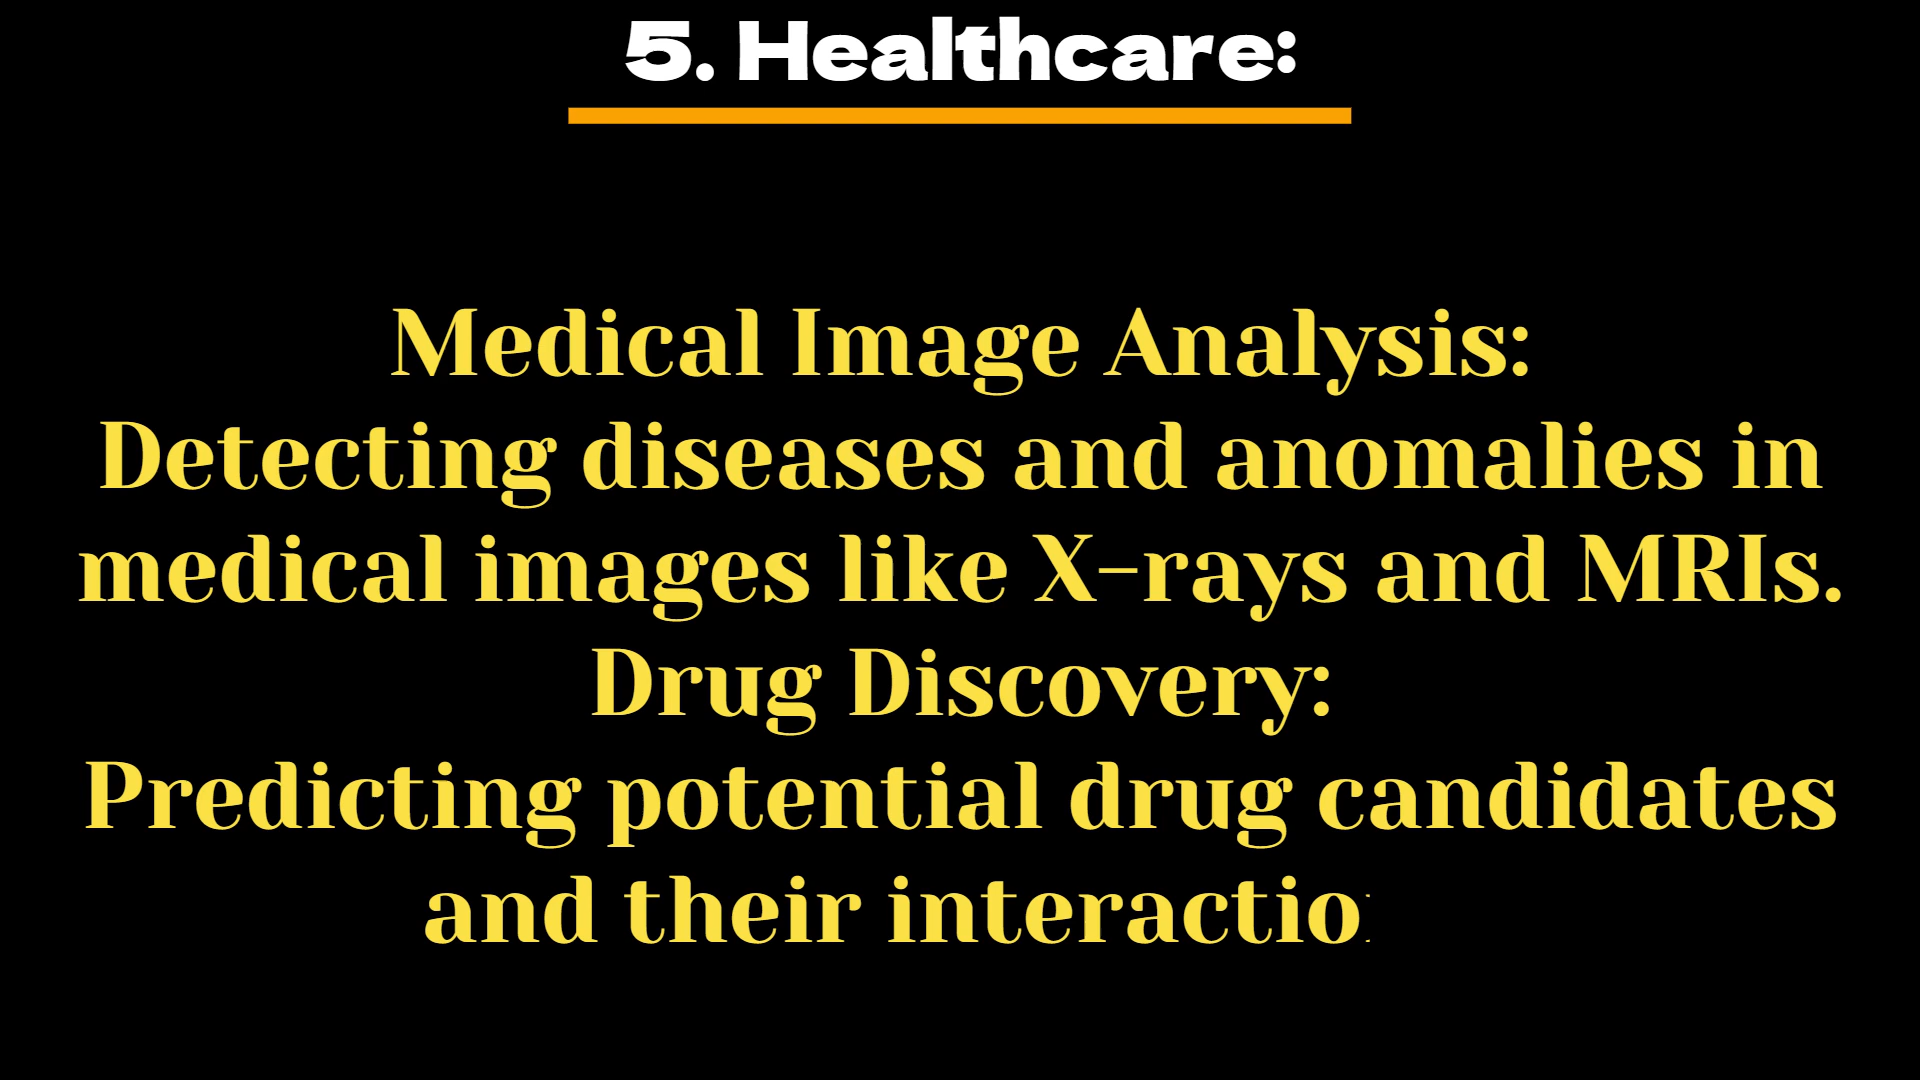 5. Healthcare:
Medical Image Analysis:
Detecting diseases and anomalies in
medical images like X-rays and MRIs.
Drug Discovery:
Predicting potential drug candidates
and their interactio